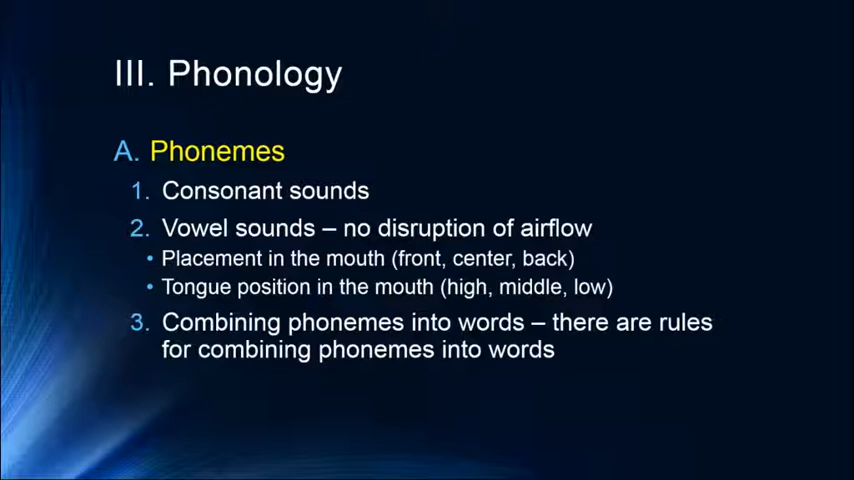 III. Phonology
A. Phonemes
1. Consonant sounds
2. Vowel sounds – no disruption of airflow
• Placement in the mouth (front, center, back)
• Tongue position in the mouth (high, middle, low)
3. Combining phonemes into words – there are rules
for combining phonemes into words